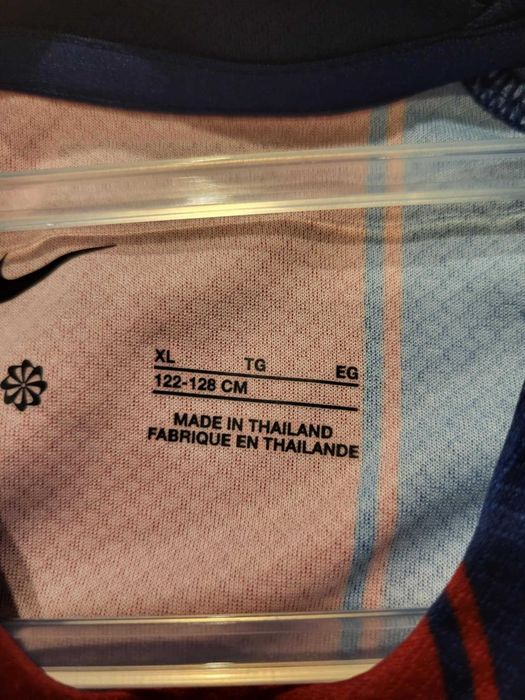 XL TG EG
122-128 CM
MADE IN THAILAND
FABRIQUE EN THAILANDE